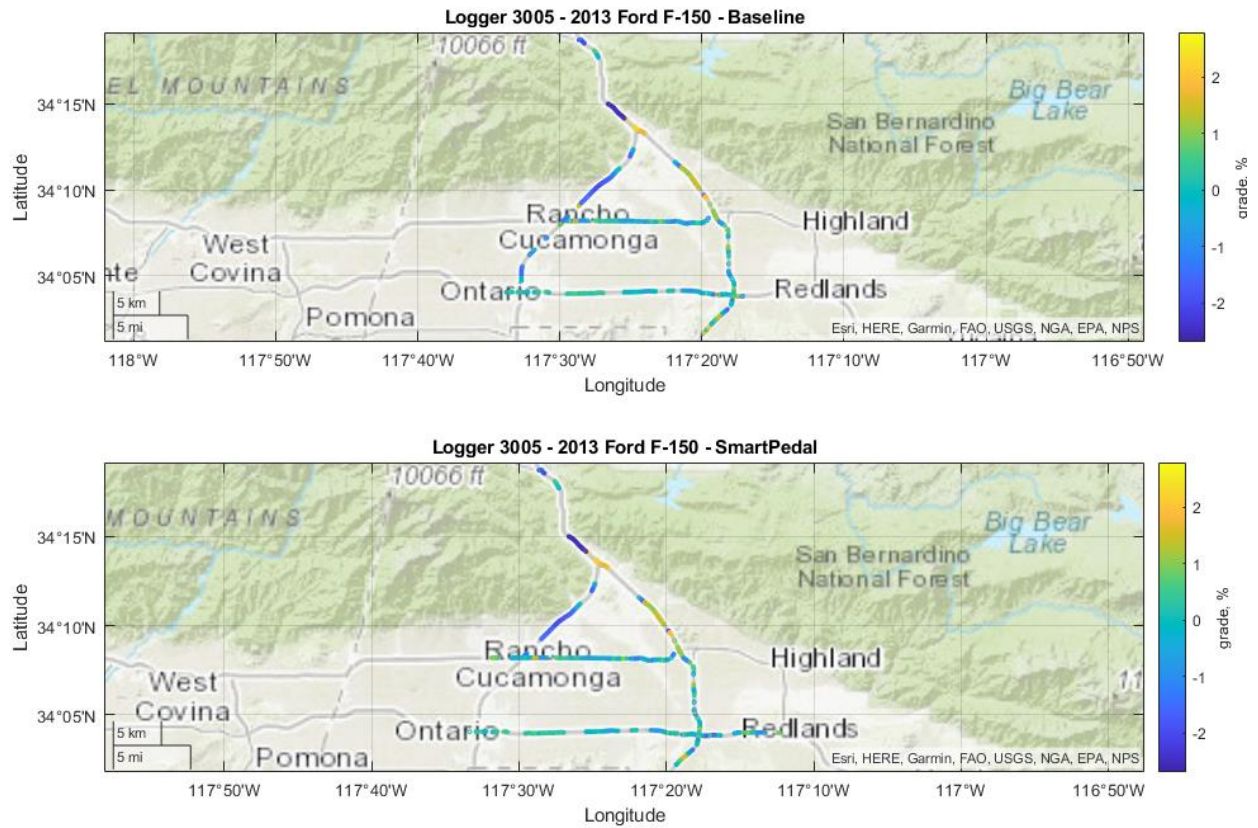 Logger 3005 - 2013 Ford F-150 - Baseline
10066 ft
EL MOUNTAINS
Big Bear
Lake
San Bernardino
National Forest
Rancho
Cucamonga
Highland
West
Covina
nte
Ontario
Redlands
Pomona
5 km
5 mi
Esri, HERE, Garmin, FAO, USGS, NGA, EPA, NPS
34°15'N
34°10'N
34°05'N
Latitude
118°W 117°50'W 117°40'W 117°30'W 117°20'W 117°10'W 117°W 116°50'W
Longitude
2
1
0
-1
-2
grade, %
Logger 3005 - 2013 Ford F-150 - SmartPedal
10066 ft
MOUNTAINS
Big Bear
Lake
San Bernardino
National Forest
Rancho
Cucamonga
Highland
West
Covina
11
Ontario
Redlands
Pomona
5 km
5 mi
Esri, HERE, Garmin, FAO, USGS, NGA, EPA, NPS
34°15'N
34°10'N
34°05'N
Latitude
117°50'W 117°40'W 117°30'W 117°20'W 117°10'W 117°W 116°50'W
Longitude
2
1
0
-1
-2
grade, %